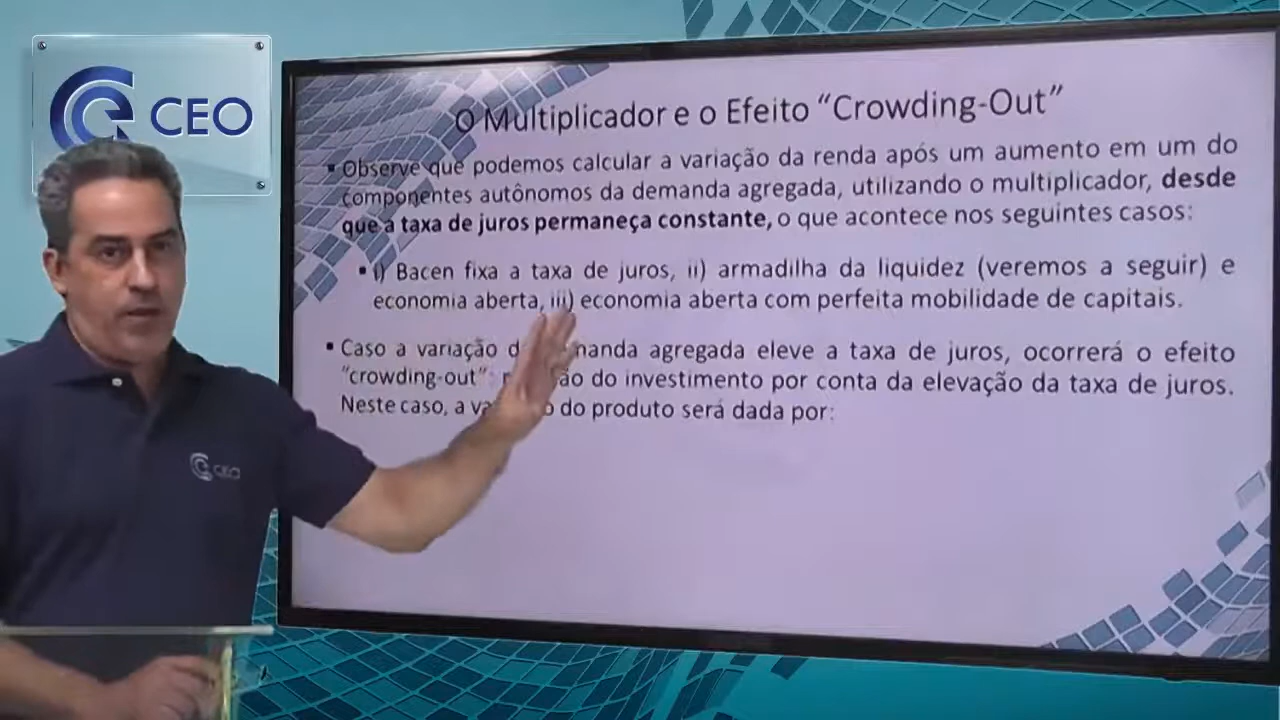 CEO
O Multiplicador e o Efeito “Crowding-Out”
▪ Observe que podemos calcular a variação da renda após um aumento em um do
componentes autônomos da demanda agregada, utilizando o multiplicador, desde
que a taxa de juros permaneça constante, o que acontece nos seguintes casos:
▪ i) Bacen fixa a taxa de juros, ii) armadilha da liquidez (veremos a seguir) e
economia aberta, iii) economia aberta com perfeita mobilidade de capitais.
▪ Caso a variação agregada eleve a taxa de juros, ocorrerá o efeito
“crowding-out”: do investimento por conta da elevação da taxa de juros.
Neste caso, a do produto será dada por:
CEO